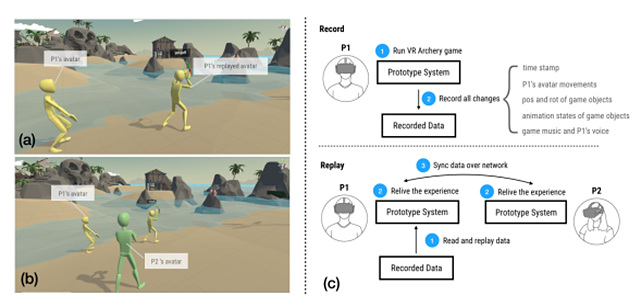 P1's avatar
P1's replayed avatar
(a)
P1's avatar
P2 's avatar
(b)
Record
P1
1 Run VR Archery game
Prototype System
2 Record all changes
Recorded Data
time stamp
P1's avatar movements
pos and rot of game objects
animation states of game objects
game music and P1's voice
Replay
3 Sync data over network
P1
2 Relive the experience
2 Relive the experience
P2
Prototype System
Prototype System
1 Read and replay data
Recorded Data
(c)